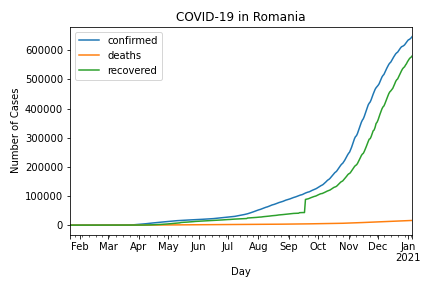 COVID-19 in Romania
confirmed
deaths
recovered
Number of Cases
600000
500000
400000
300000
200000
100000
0
Feb Mar Apr May Jun Jul Aug Sep Oct Nov Dec Jan
2021
Day